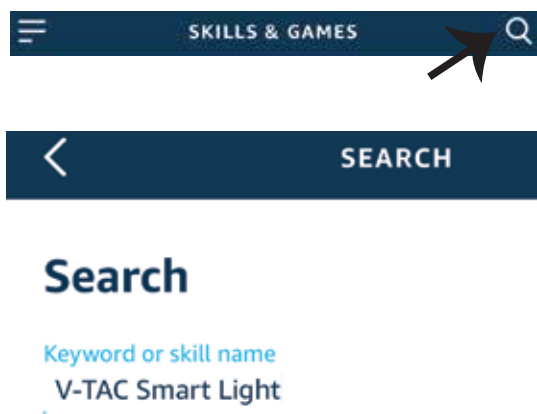 SKILLS & GAMES
SEARCH
Search
Keyword or skill name
V-TAC Smart Light